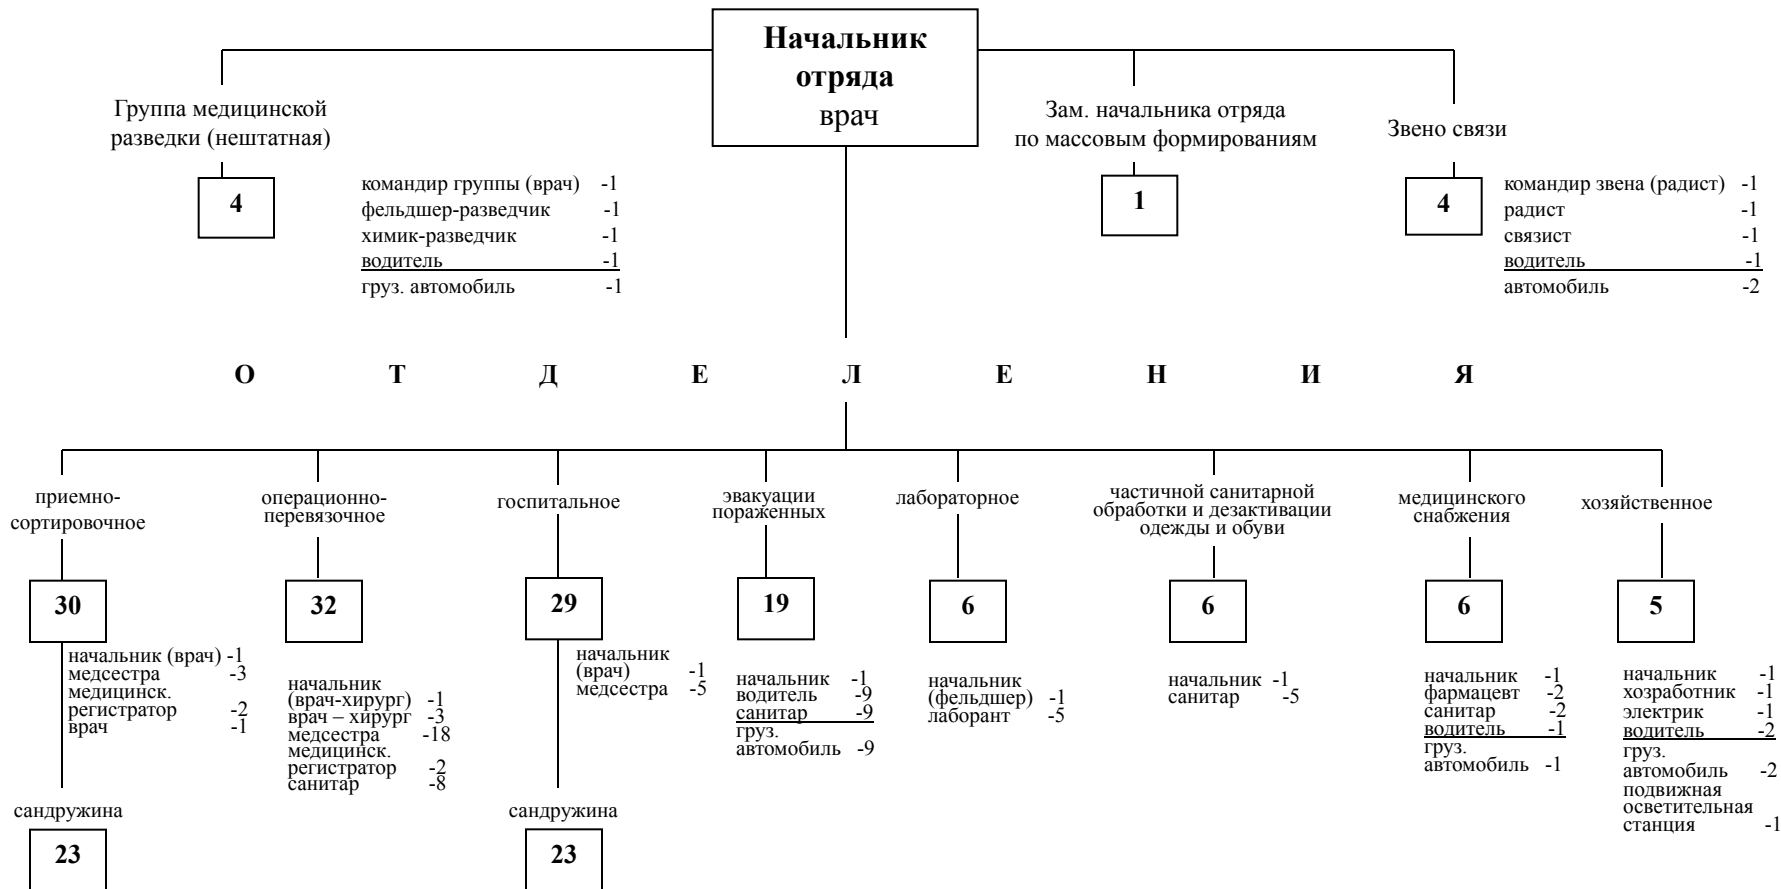 Начальник
отряда
врач
Группа медицинской
разведки (нештатная)
4
командир группы (врач) -1
фельдшер-разведчик -1
химик-разведчик -1
водитель -1
груз. автомобиль -1
Зам. начальника отряда
по массовым формированиям
1
Звено связи
4
командир звена (радист) -1
радист -1
связист -1
водитель -1
автомобиль -2
О Т Д Е Л Е Н И Я
приемно-
сортировочное
30
начальник (врач) -1
медсестра -3
медицинск.
регистратор -2
врач -1
сандружина
23
операционно-
перевязочное
32
начальник
(врач-хирург) -1
врач – хирург -3
медсестра -18
медицинск.
регистратор -2
санитар -8
госпитальное
29
начальник
(врач) -1
медсестра -5
сандружина
23
эвакуации
пораженных
19
начальник -1
водитель -9
санитар -9
груз.
автомобиль -9
лабораторное
6
начальник
(фельдшер) -1
лаборант -5
частичной санитарной
обработки и дезактивации
одежды и обуви
6
начальник -1
санитар -5
медицинского
снабжения
6
начальник -1
фармацевт -2
санитар -2
водитель -1
груз.
автомобиль -1
хозяйственное
5
начальник -1
хозработник -1
электрик -1
водитель -2
груз.
автомобиль -2
подвижная
осветительная
станция -1